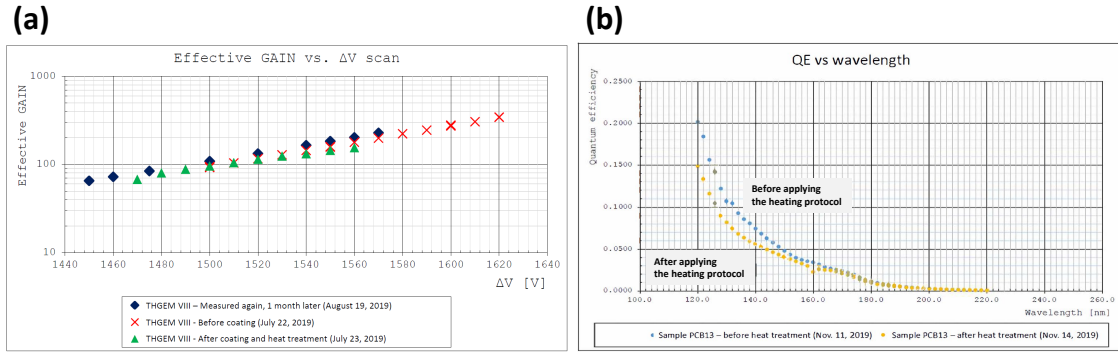 (a)
Effective GAIN vs. ΔV scan
Effective GAIN
1000
100
10
1440 1460 1480 1500 1520 1540 1560 1580 1600 1620 1640
ΔV [V]
THGEM VIII – Measured again, 1 month later (August 19, 2019)
THGEM VIII - Before coating (July 22, 2019)
THGEM VIII - After coating and heat treatment (July 23, 2019)
(b)
QE vs wavelength
Quantum efficiency
0.2500
0.2000
0.1500
0.1000
0.0500
0.0000
Before applying
the heating protocol
After applying
the heating protocol
100.0 120.0 140.0 160.0 180.0 200.0 220.0 240.0 260.0
Wavelength [nm]
Sample PCB13 – before heat treatment (Nov. 11, 2019)
Sample PCB13 – after heat treatment (Nov. 14, 2019)